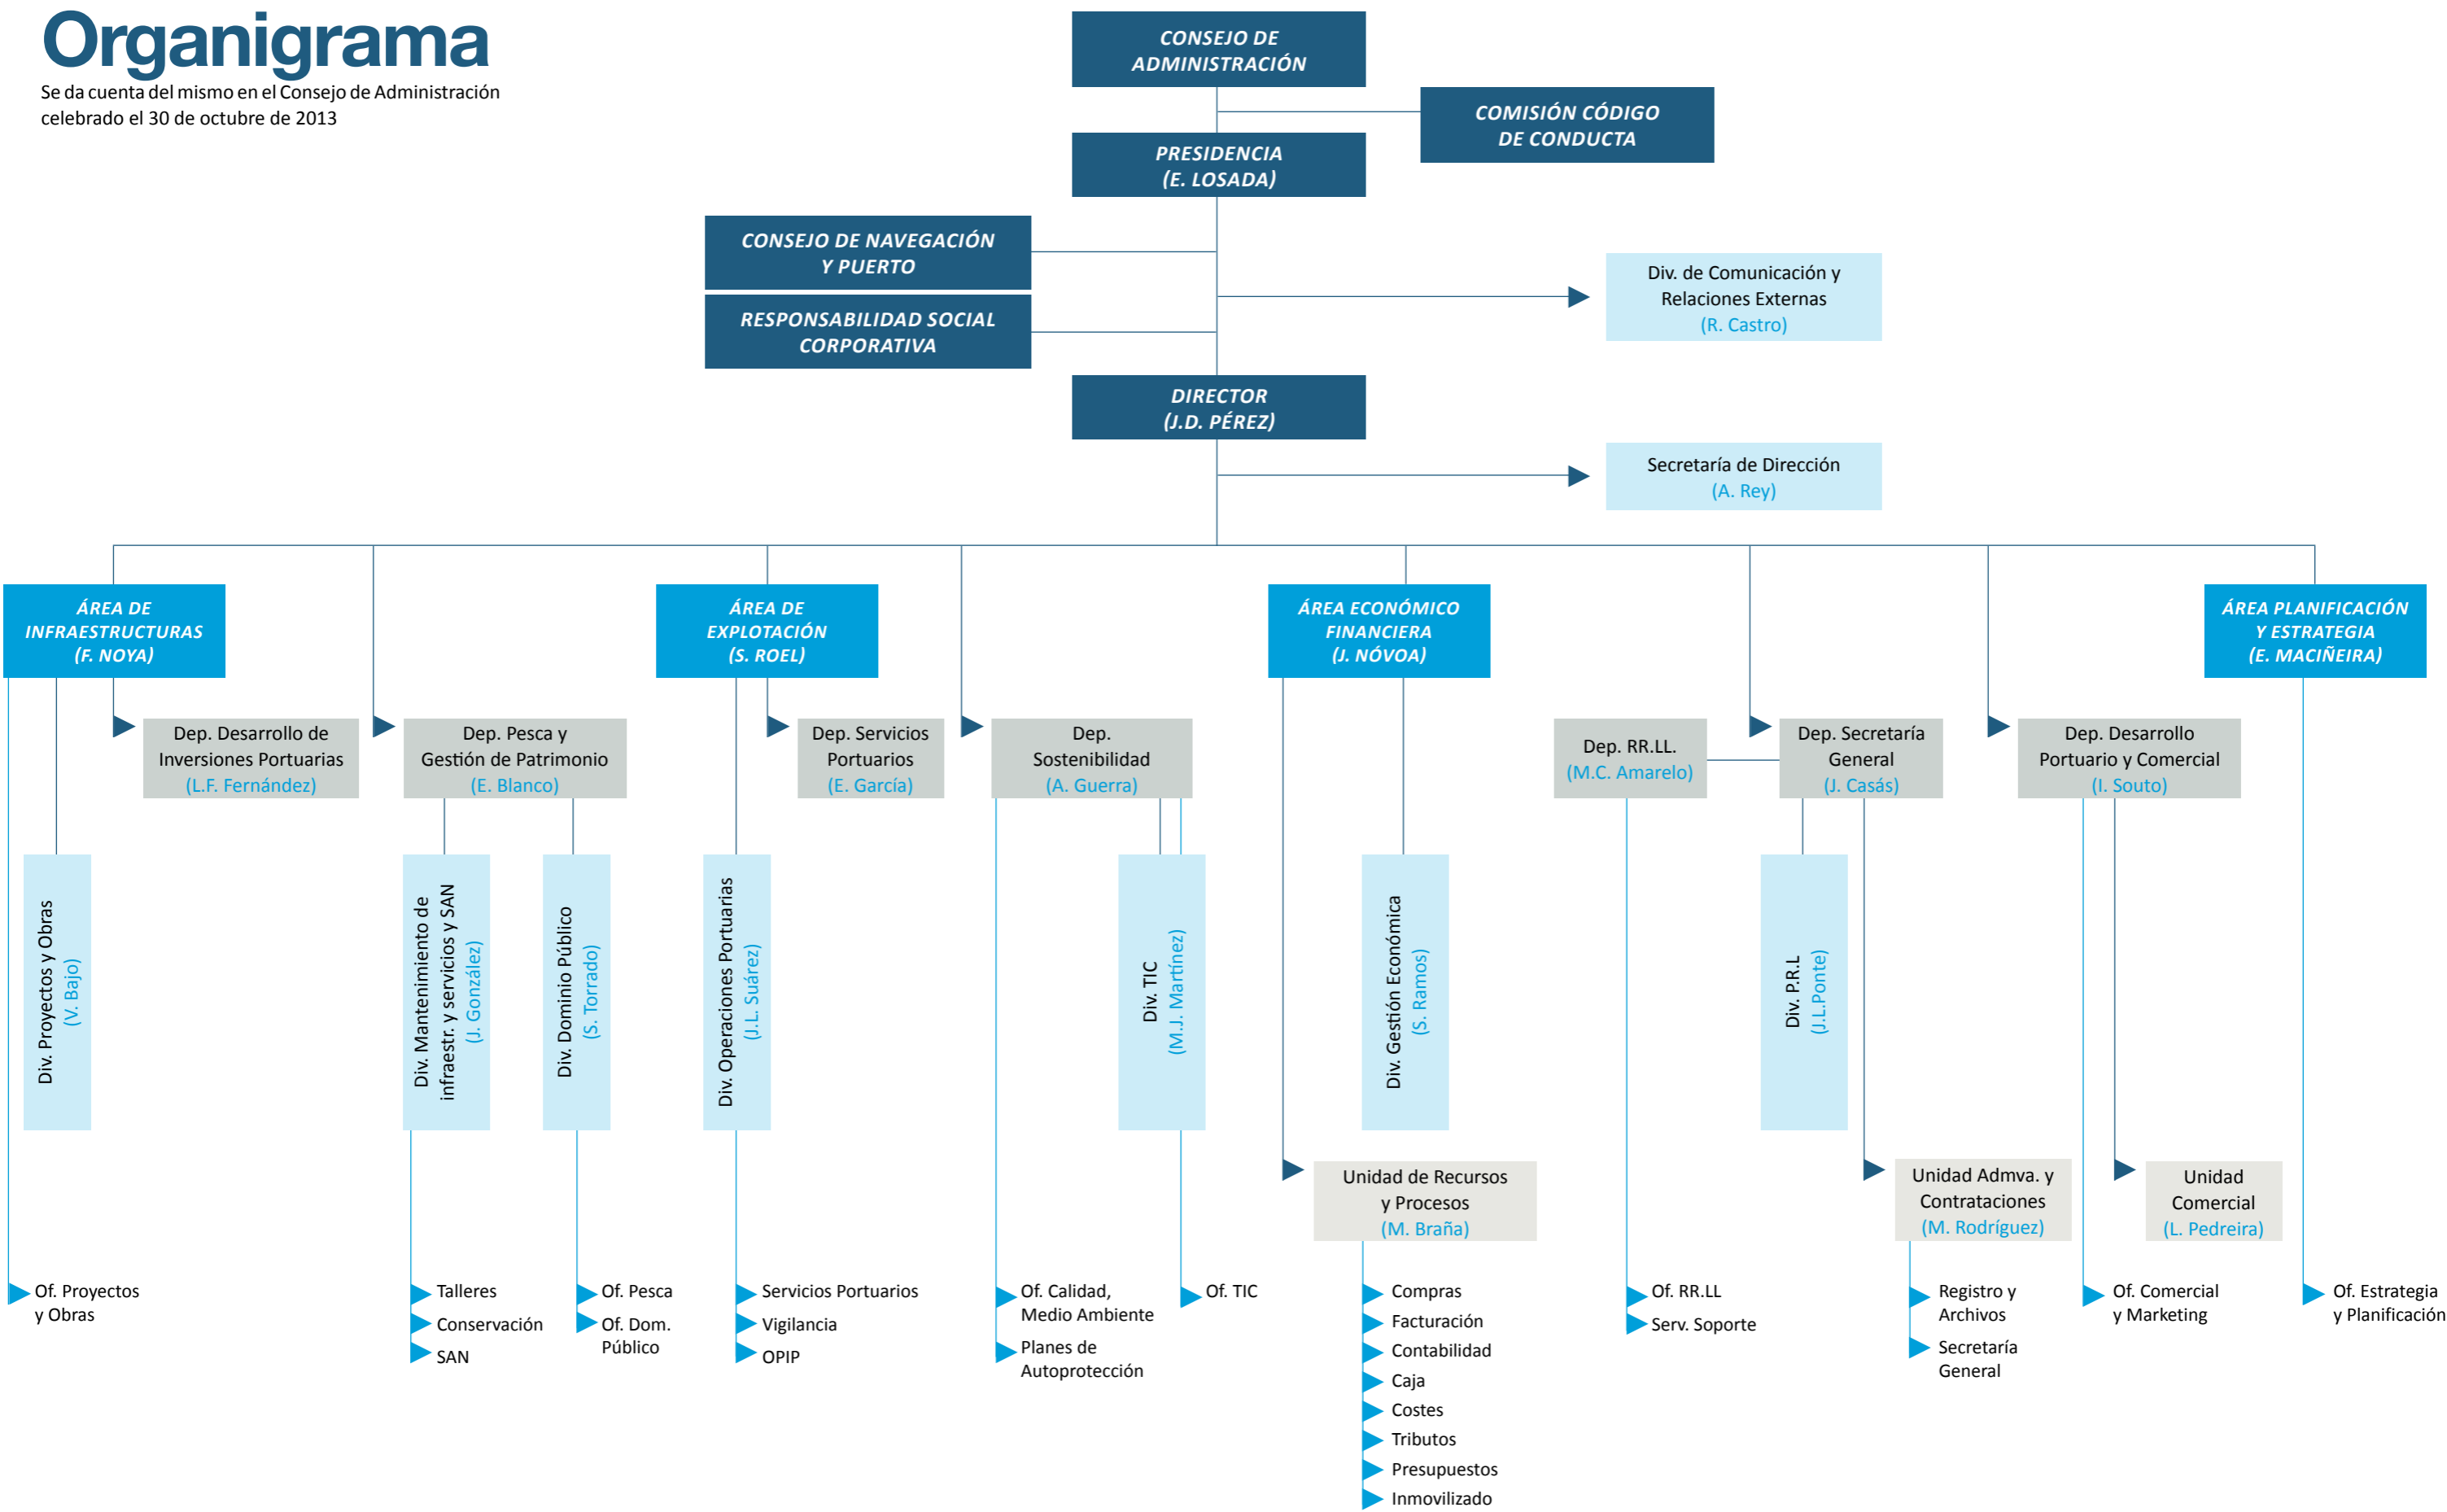 Organigrama
Se da cuenta del mismo en el Consejo de Administración
celebrado el 30 de octubre de 2013
CONSEJO DE
ADMINISTRACIÓN
COMISIÓN CÓDIGO
DE CONDUCTA
PRESIDENCIA
(E. LOSADA)
CONSEJO DE NAVEGACIÓN
Y PUERTO
Div. de Comunicación y
Relaciones Externas
(R. Castro)
RESPONSABILIDAD SOCIAL
CORPORATIVA
DIRECTOR
(J.D. PÉREZ)
Secretaría de Dirección
(A. Rey)
ÁREA DE
INFRAESTRUCTURAS
(F. NOYA)
ÁREA DE
EXPLOTACIÓN
(S. ROEL)
ÁREA ECONÓMICO
FINANCIERA
(J. NÓVOA)
ÁREA PLANIFICACIÓN
Y ESTRATEGIA
(E. MACIÑEIRA)
Dep. Desarrollo de
Inversiones Portuarias
(L.F. Fernández)
Dep. Pesca y
Gestión de Patrimonio
(E. Blanco)
Dep. Servicios
Portuarios
(E. García)
Dep.
Sostenibilidad
(A. Guerra)
Dep. RR.LL.
(M.C. Amarelo)
Dep. Secretaría
General
(J. Casás)
Dep. Desarrollo
Portuario y Comercial
(I. Souto)
Div. Proyectos y Obras
(V. Bajo)
Div. Mantenimiento de
infraestr. y servicios y SAN
(J. González)
Div. Dominio Público
(S. Torrado)
Div. Operaciones Portuarias
(J.L. Suárez)
Div. TIC
(M.J. Martínez)
Div. Gestión Económica
(S. Ramos)
Div. P.R.L
(J.L.Ponte)
Unidad de Recursos
y Procesos
(M. Braña)
Unidad Admva. y
Contrataciones
(M. Rodríguez)
Unidad
Comercial
(L. Pedreira)
Of. Proyectos
y Obras
Talleres
Conservación
SAN
Of. Pesca
Of. Dom.
Público
Servicios Portuarios
Vigilancia
OPIP
Of. Calidad,
Medio Ambiente
Planes de
Autoprotección
Of. TIC
Compras
Facturación
Contabilidad
Caja
Costes
Tributos
Presupuestos
Inmovilizado
Of. RR.LL
Serv. Soporte
Registro y
Archivos
Secretaría
General
Of. Comercial
y Marketing
Of. Estrategia
y Planificación